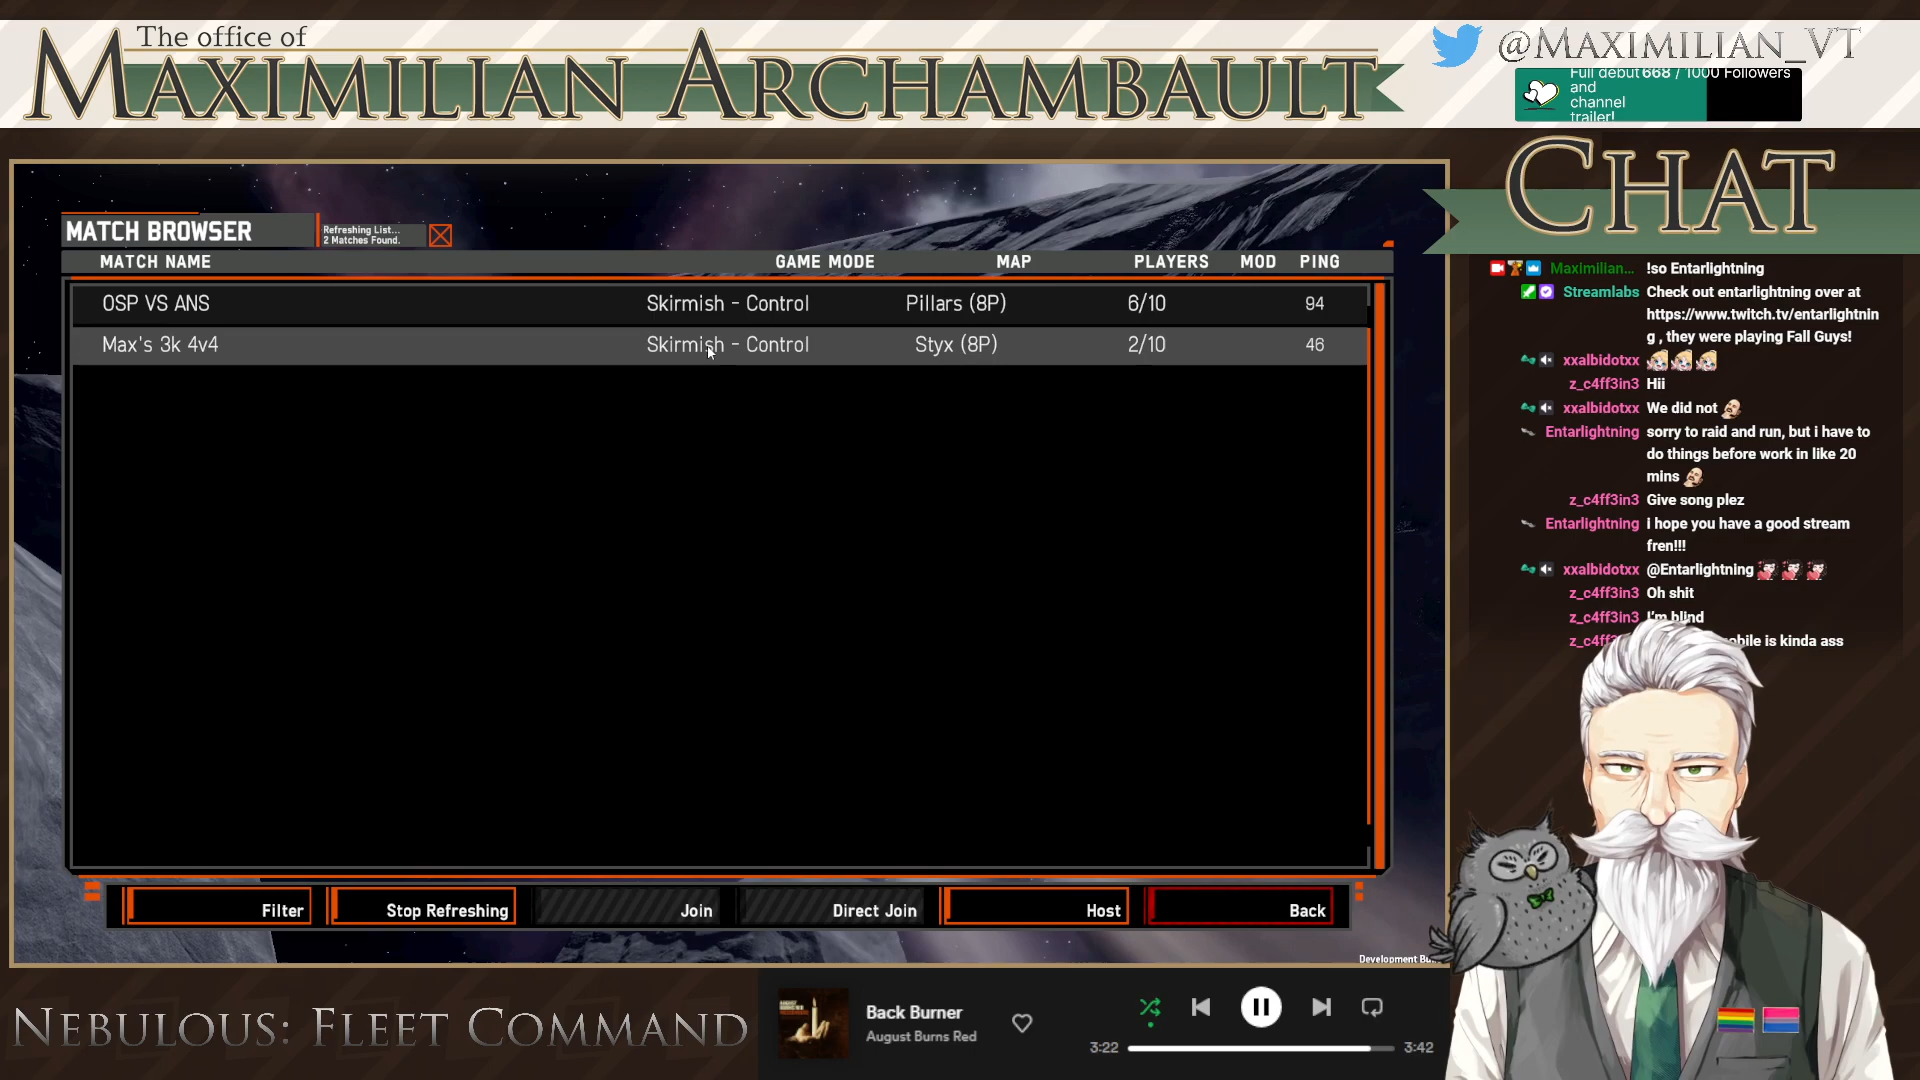 The office of
MAXIMILIAN ARCHAMBAULT
@MAXIMILIAN_VT
Full debut 668 / 1000 Followers
and
channel
trailer!
CHAT
MATCH BROWSER
Refreshing List...
2 Matches Found.
MATCH NAME GAME MODE MAP PLAYERS MOD PING
OSP VS ANS Skirmish - Control Pillars (8P) 6/10 94
Max's 3k 4v4 Skirmish - Control Styx (8P) 2/10 46
Filter Stop Refreshing Join Direct Join Host Back
Maximilian... !so Entarlightning
Streamlabs Check out entarlightning over at
https://www.twitch.tv/entarlightnin
g , they were playing Fall Guys!
xxalbidotxx
z_c4ff3in3 Hii
xxalbidotxx We did not
Entarlightning sorry to raid and run, but i have to
do things before work in like 20
mins
z_c4ff3in3 Give song plez
Entarlightning i hope you have a good stream
fren!!!
xxalbidotxx @Entarlightning
z_c4ff3in3 Oh shit
z_c4ff3in3 I'm blind
is kinda ass
Development
NEBULOUS: FLEET COMMAND
Back Burner
August Burns Red
3:22 3:42